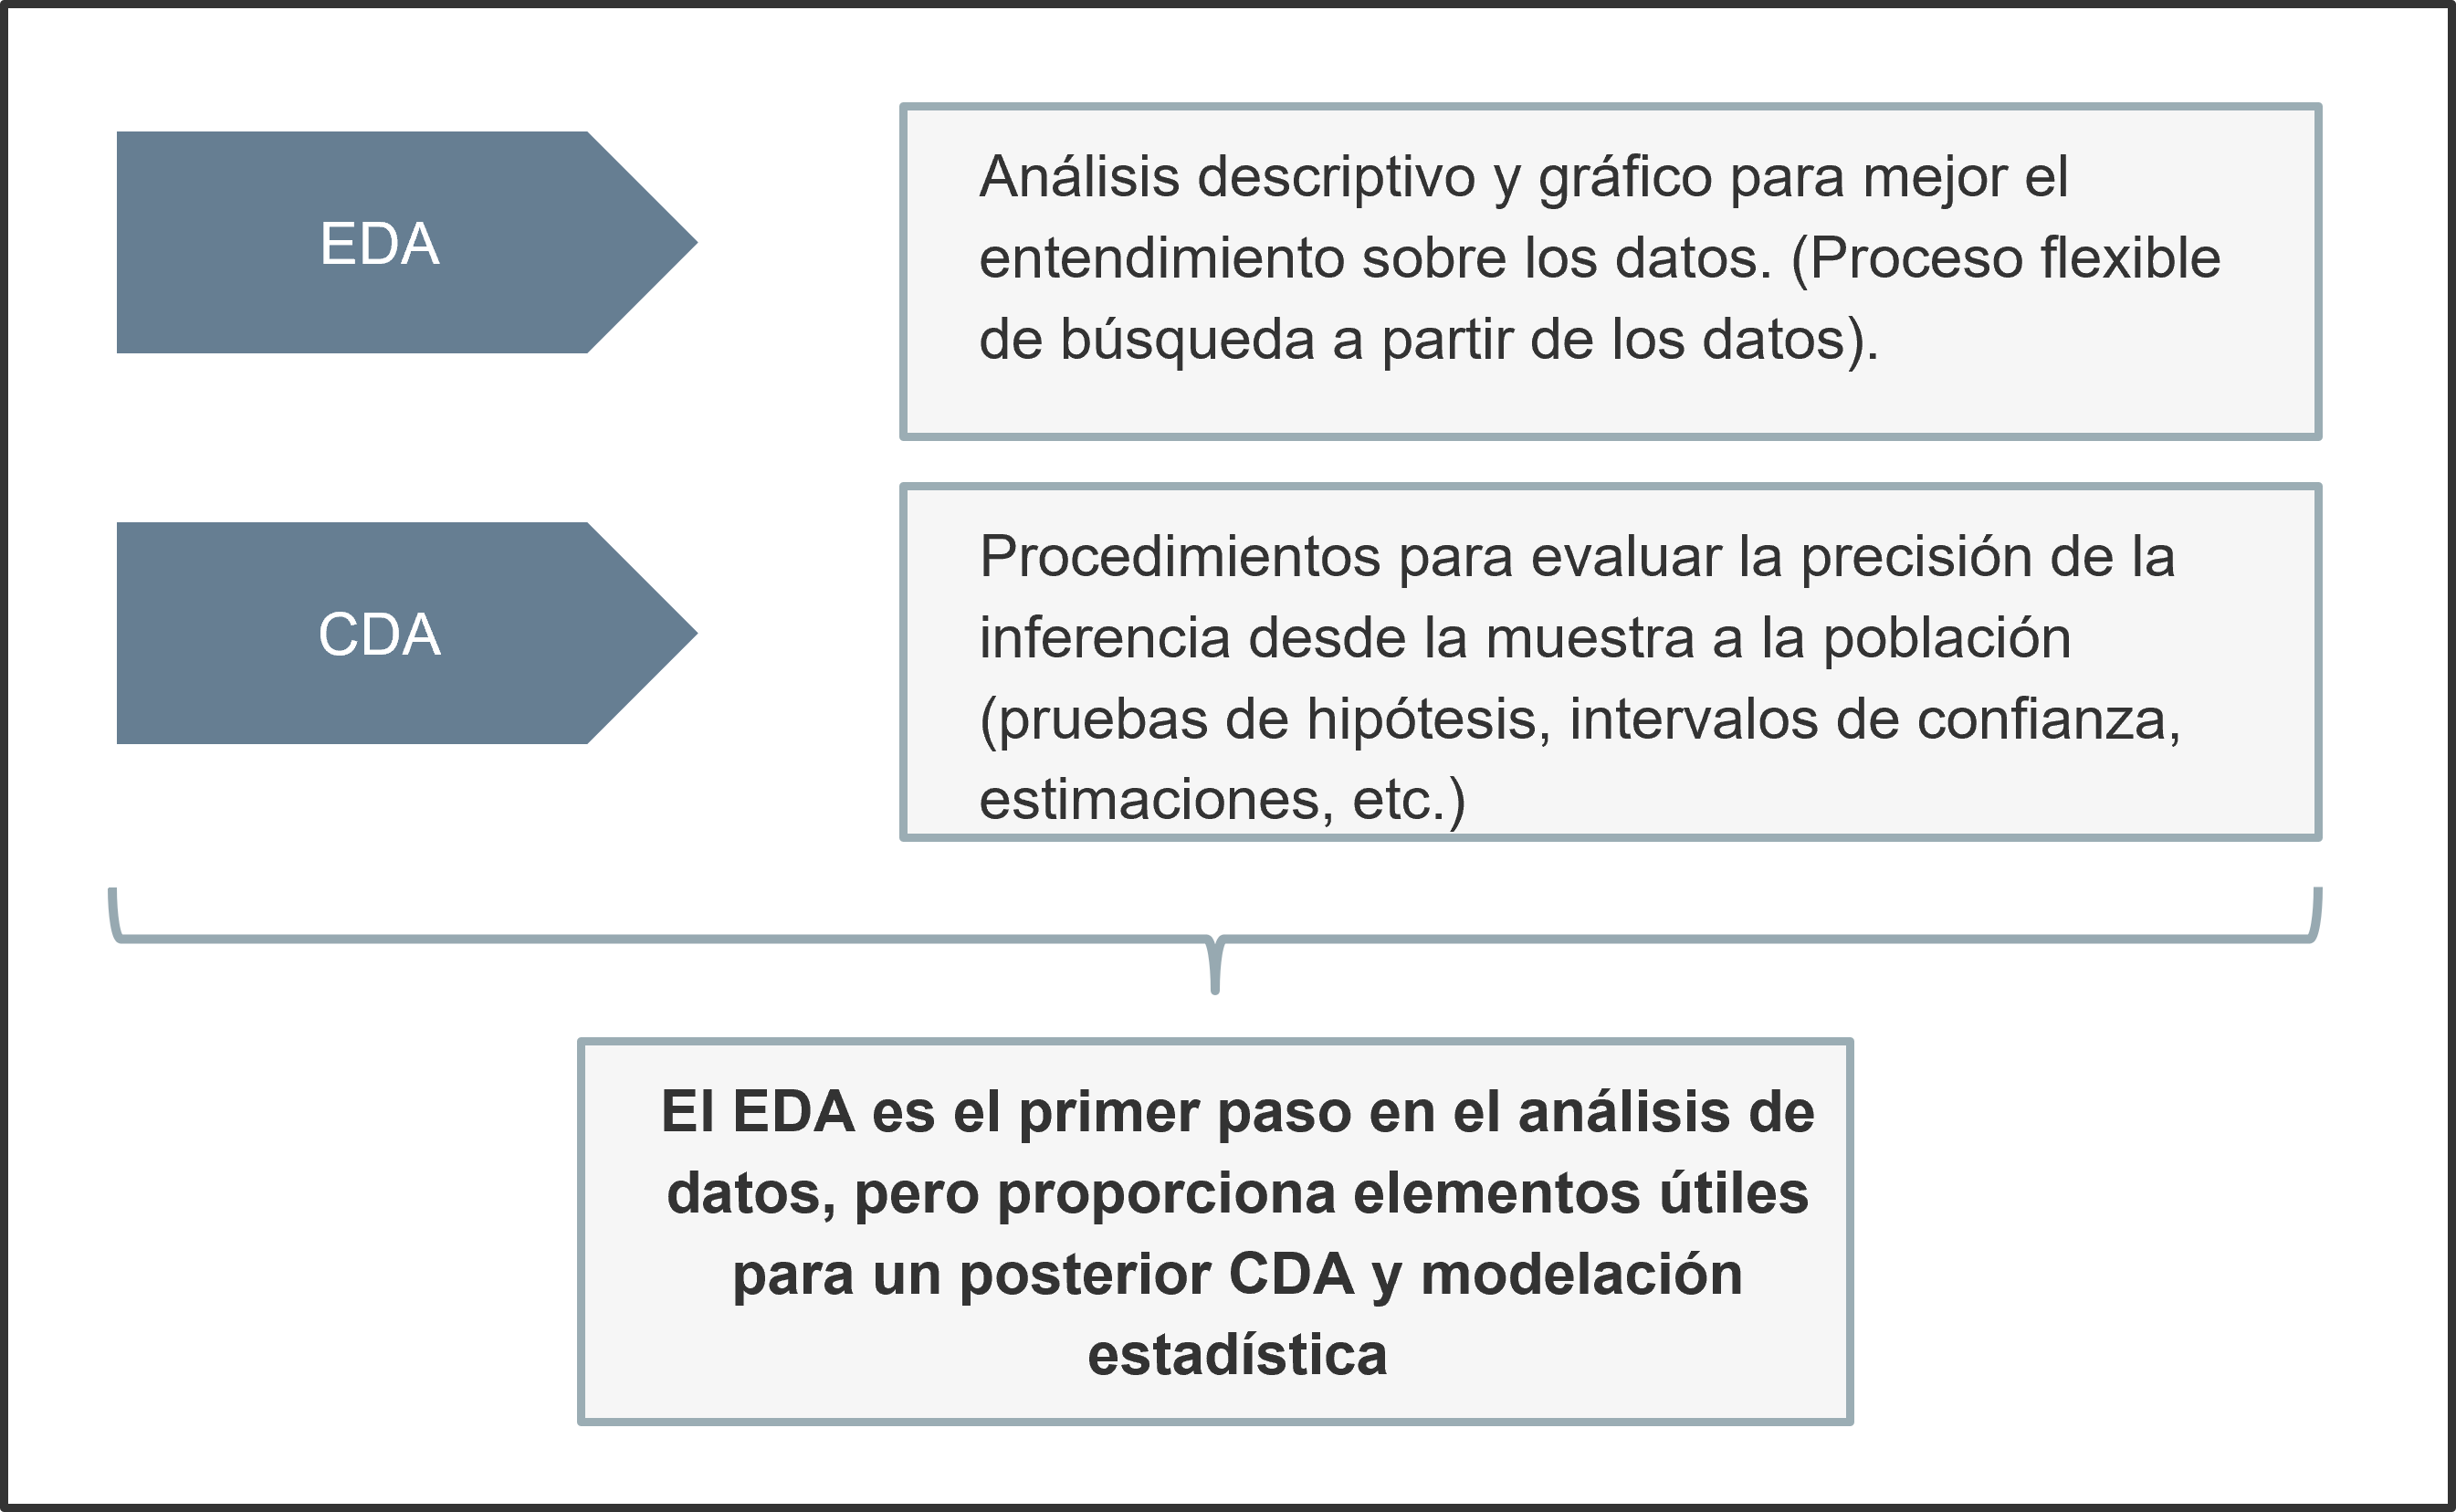 EDA
Análisis descriptivo y gráfico para mejor el
entendimiento sobre los datos. (Proceso flexible
de búsqueda a partir de los datos).
CDA
Procedimientos para evaluar la precisión de la
inferencia desde la muestra a la población
(pruebas de hipótesis, intervalos de confianza,
estimaciones, etc.)
El EDA es el primer paso en el análisis de
datos, pero proporciona elementos útiles
para un posterior CDA y modelación
estadística